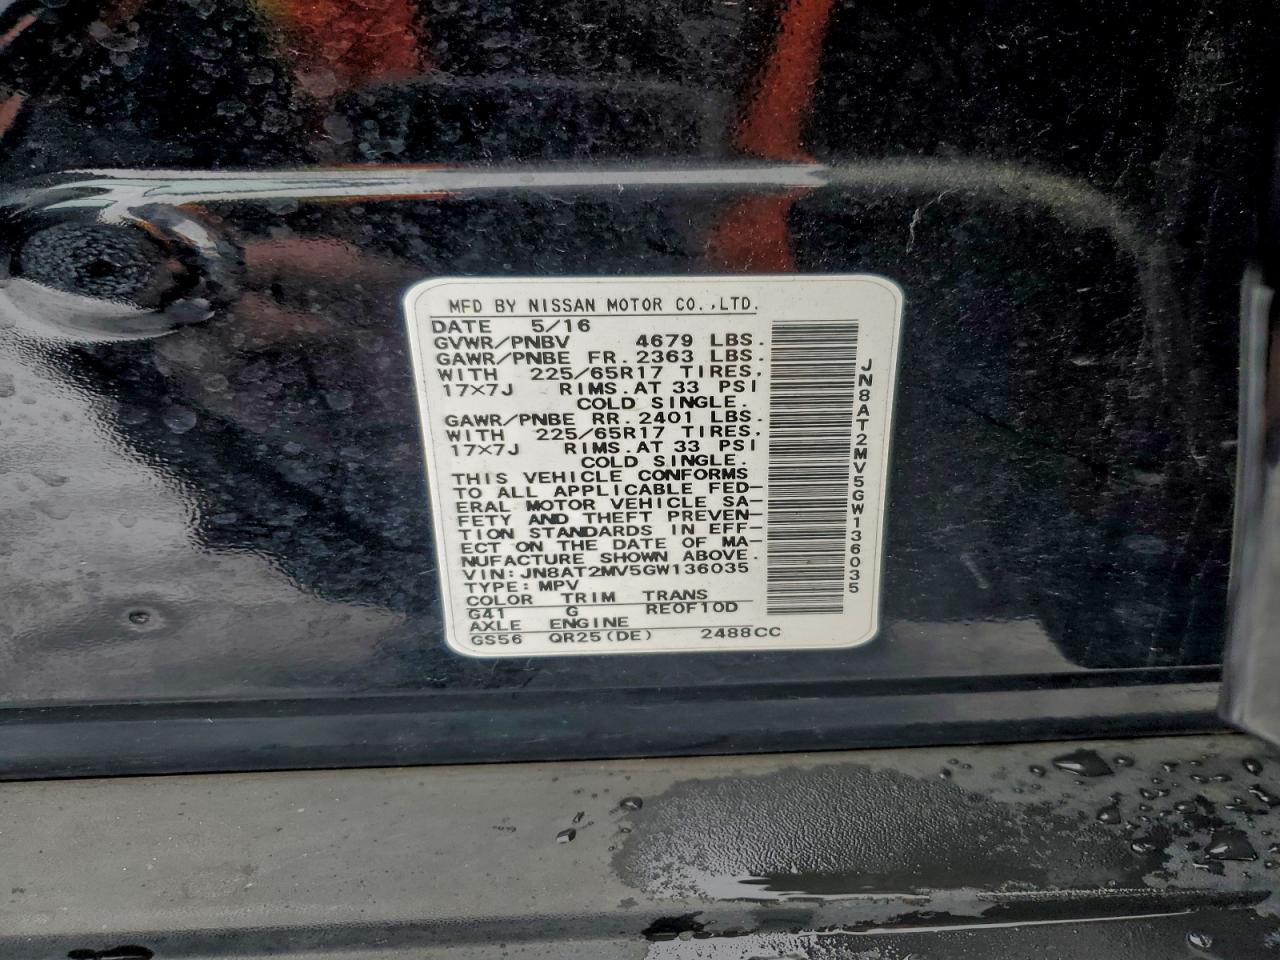 MFD BY NISSAN MOTOR CO.,LTD.
DATE 5/16
GVWR/PNBV 4679 LBS.
GAWR/PNBE FR. 2363 LBS.
WITH 225/65R17 TIRES.
17×7J RIMS.AT 33 PSI
COLD SINGLE.
GAWR/PNBE RR. 2401 LBS.
WITH 225/65R17 TIRES.
17×7J RIMS.AT 33 PSI
COLD SINGLE.
THIS VEHICLE CONFORMS
TO ALL APPLICABLE FED-
ERAL MOTOR VEHICLE SA-
FETY AND THEFT PREVEN-
TION STANDARDS IN EFF-
ECT ON THE DATE OF MA-
NUFACTURE SHOWN ABOVE.
VIN: JN8AT2MV5GW136035
TYPE: MPV
COLOR TRIM TRANS
G41 G RE0F10D
AXLE ENGINE
GS56 QR25(DE) 2488CC
JN8AT2MV5GW136035